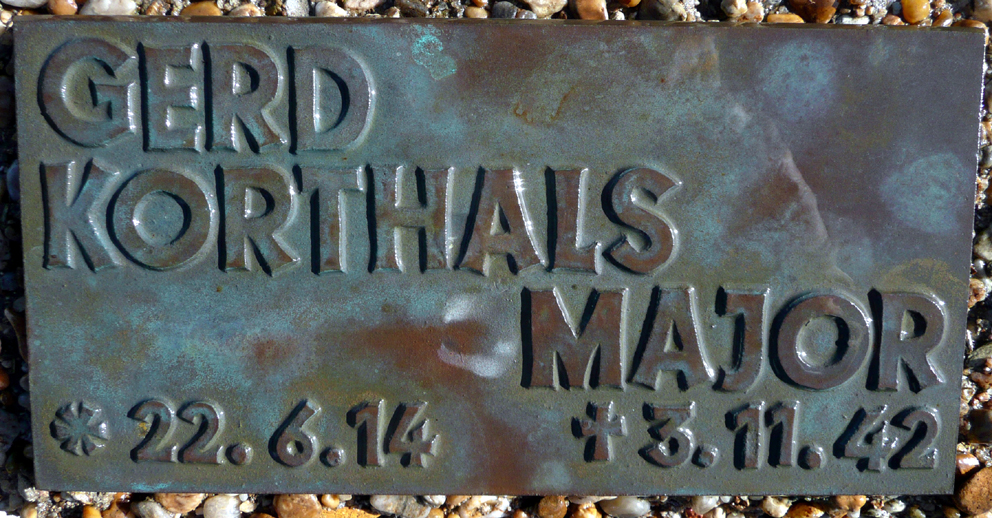 GERD
KORTHALS
MAJOR
* 22.6.14 † 3.11.42